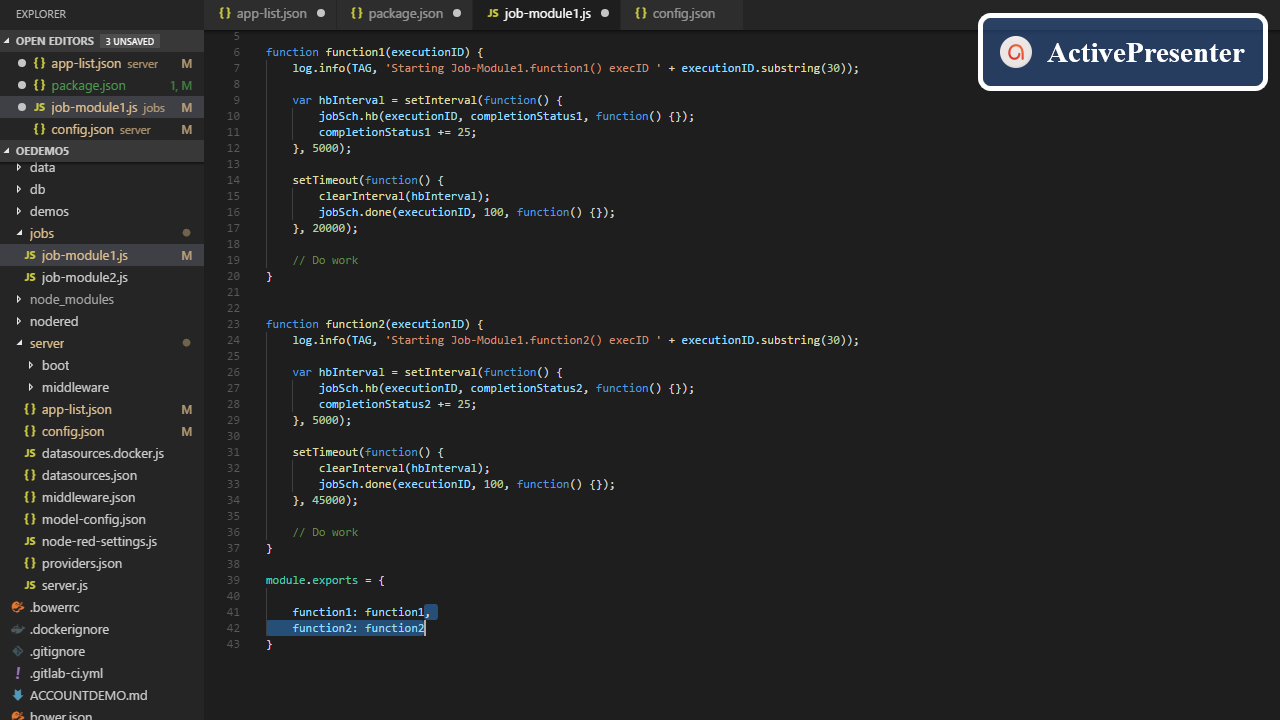 EXPLORER
OPEN EDITORS 3 UNSAVED
{} app-list.json server M
{} package.json 1, M
JS job-module1.js jobs M
{} config.json server M
OEDEMO5
data
db
demos
jobs
JS job-module1.js M
JS job-module2.js
node_modules
nodered
server
boot
middleware
{} app-list.json M
{} config.json M
JS datasources.docker.js
{} datasources.json
{} middleware.json
{} model-config.json
JS node-red-settings.js
{} providers.json
JS server.js
.bowerrc
.dockerignore
.gitignore
! .gitlab-ci.yml
ACCOUNTDEMO.md
bower.json
{} app-list.json
{} package.json
JS job-module1.js
{} config.json
ActivePresenter
5
6 function function1(executionID) {
7 log.info(TAG, 'Starting Job-Module1.function1() execID ' + executionID.substring(30));
8
9 var hbInterval = setInterval(function() {
10 jobSch.hb(executionID, completionStatus1, function() {});
11 completionStatus1 += 25;
12 }, 5000);
13
14 setTimeout(function() {
15 clearInterval(hbInterval);
16 jobSch.done(executionID, 100, function() {});
17 }, 20000);
18
19 // Do work
20 }
21
22
23 function function2(executionID) {
24 log.info(TAG, 'Starting Job-Module1.function2() execID ' + executionID.substring(30));
25
26 var hbInterval = setInterval(function() {
27 jobSch.hb(executionID, completionStatus2, function() {});
28 completionStatus2 += 25;
29 }, 5000);
30
31 setTimeout(function() {
32 clearInterval(hbInterval);
33 jobSch.done(executionID, 100, function() {});
34 }, 45000);
35
36 // Do work
37 }
38
39 module.exports = {
40
41 function1: function1,
42 function2: function2
43 }